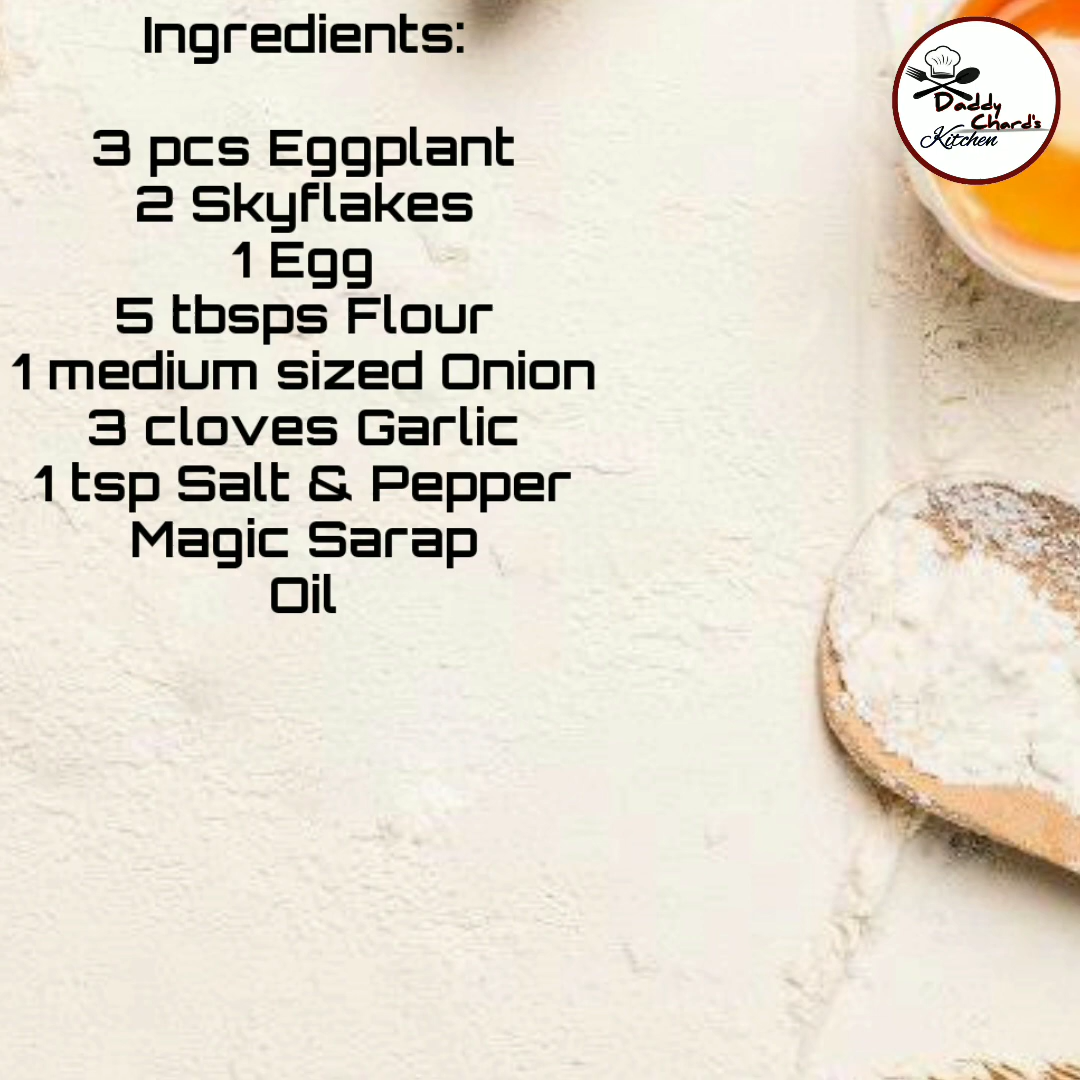 Ingredients:
3 pcs Eggplant
2 Skyflakes
1 Egg
5 tbsps Flour
1 medium sized Onion
3 cloves Garlic
1 tsp Salt & Pepper
Magic Sarap
Oil
Daddy
Chard's
Kitchen